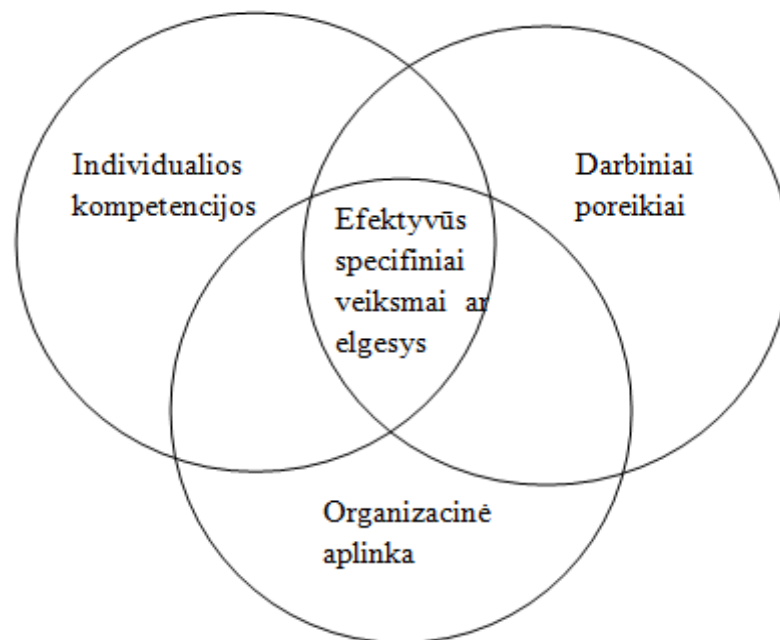 Individualios
kompetencijos
Darbiniai
poreikiai
Efektyvūs
specifiniai
veiksmai ar
elgesys
Organizacinė
aplinka